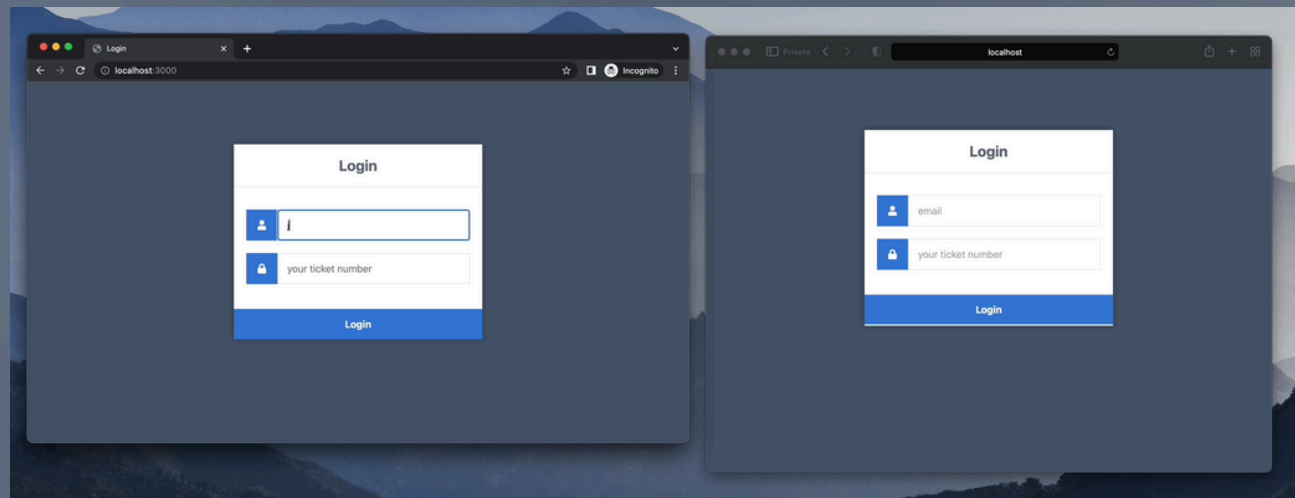 Login
localhost:3000
Incognito
Login
your ticket number
Login
Private
localhost
Login
email
your ticket number
Login